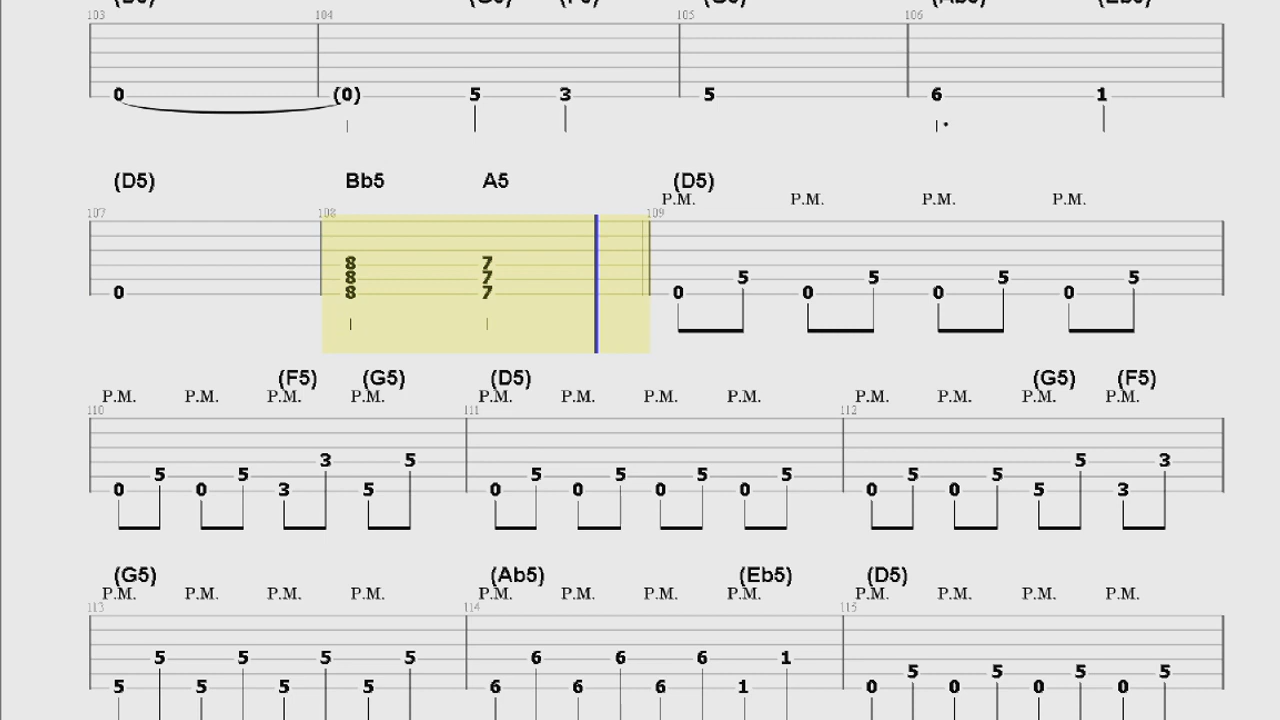 103 104 105 106
0 (0) 5 3 5 6 1
(D5) Bb5 A5 (D5)
P.M. P.M. P.M. P.M.
107 108 109
8 7
8 7 5 5 5 5
0 8 7 0 0 0 0
(F5) (G5) (D5) (G5) (F5)
P.M. P.M. P.M. P.M. P.M. P.M. P.M. P.M. P.M. P.M. P.M. P.M.
110 111 112
3 5 5 3
5 5 5 5 5 5 5 5
0 0 3 5 0 0 0 0 0 0 5 3
(G5) (Ab5) (Eb5) (D5)
P.M. P.M. P.M. P.M. P.M. P.M. P.M. P.M. P.M. P.M. P.M. P.M.
113 114 115
5 5 5 5 6 6 6 1
5 5 5 5
5 5 5 5 6 6 6 1 0 0 0 0